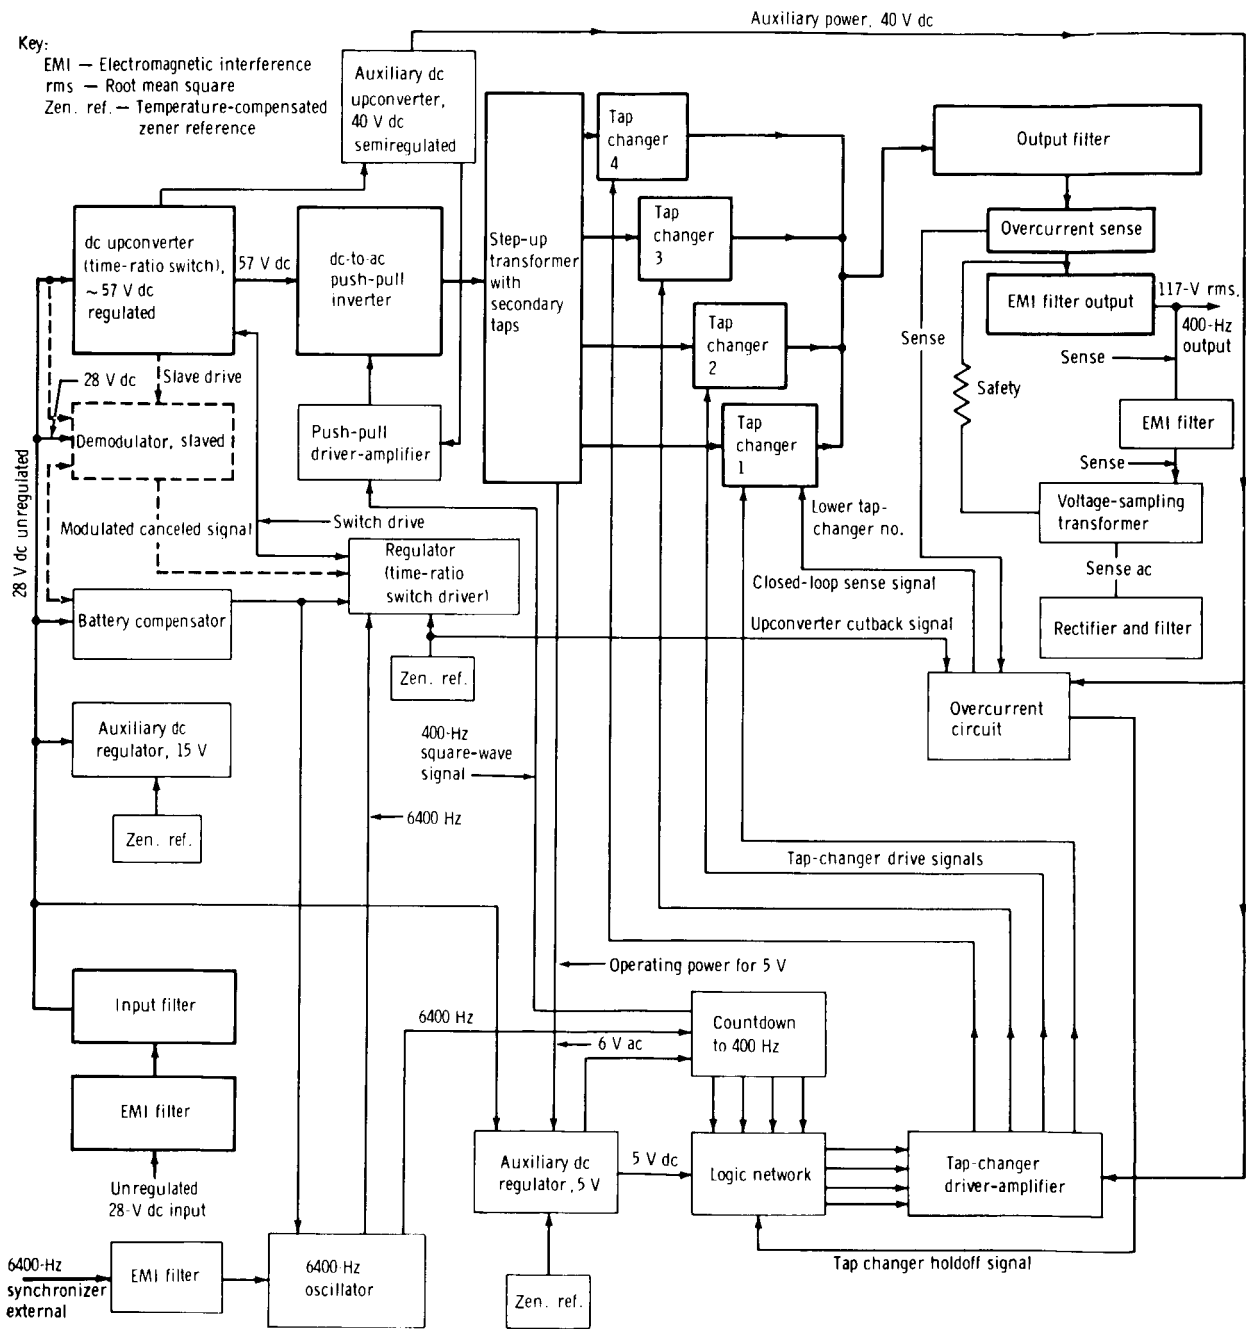 Auxiliary power, 40 V dc
Key:
EMI — Electromagnetic interference
rms — Root mean square
Zen. ref. — Temperature-compensated
zener reference
Auxiliary dc
upconverter,
40 V dc
semiregulated
Tap
changer
4
Output filter
dc upconverter
(time-ratio switch),
~57 V dc
regulated
57 V dc
dc-to-ac
push-pull
inverter
Step-up
transformer
with
secondary
taps
Tap
changer
3
Overcurrent sense
EMI filter output
117-V rms,
400-Hz
output
Sense
Sense
Safety
Tap
changer
2
28 V dc
Slave drive
Demodulator, slaved
Push-pull
driver-amplifier
Tap
changer
1
EMI filter
Sense
Voltage-sampling
transformer
Lower tap-
changer no.
28 V dc unregulated
Modulated canceled signal
Switch drive
Regulator
(time-ratio
switch driver)
Closed-loop sense signal
Sense ac
Battery compensator
Upconverter cutback signal
Rectifier and filter
Zen. ref.
Overcurrent
circuit
Auxiliary dc
regulator, 15 V
400-Hz
square-wave
signal
Zen. ref.
6400 Hz
Tap-changer drive signals
Operating power for 5 V
Input filter
6400 Hz
Countdown
to 400 Hz
6 V ac
EMI filter
Auxiliary dc
regulator, 5 V
5 V dc
Logic network
Tap-changer
driver-amplifier
Unregulated
28-V dc input
Tap changer holdoff signal
6400-Hz
synchronizer
external
EMI filter
6400-Hz
oscillator
Zen. ref.